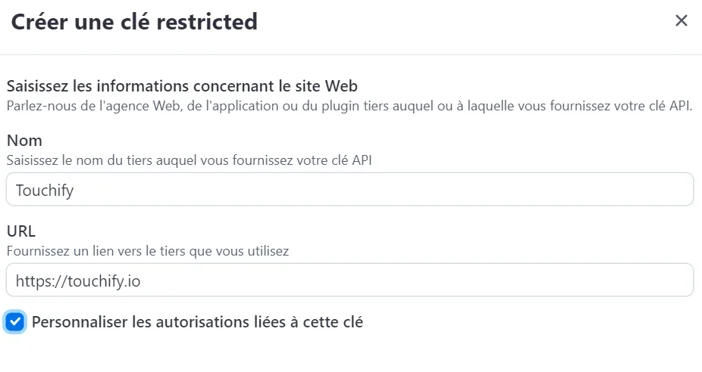 Créer une clé restricted
Saisissez les informations concernant le site Web
Parlez-nous de l'agence Web, de l'application ou du plugin tiers auquel ou à laquelle vous fournissez votre clé API.
Nom
Saisissez le nom du tiers auquel vous fournissez votre clé API
Touchify
URL
Fournissez un lien vers le tiers que vous utilisez
https://touchify.io
Personnaliser les autorisations liées à cette clé